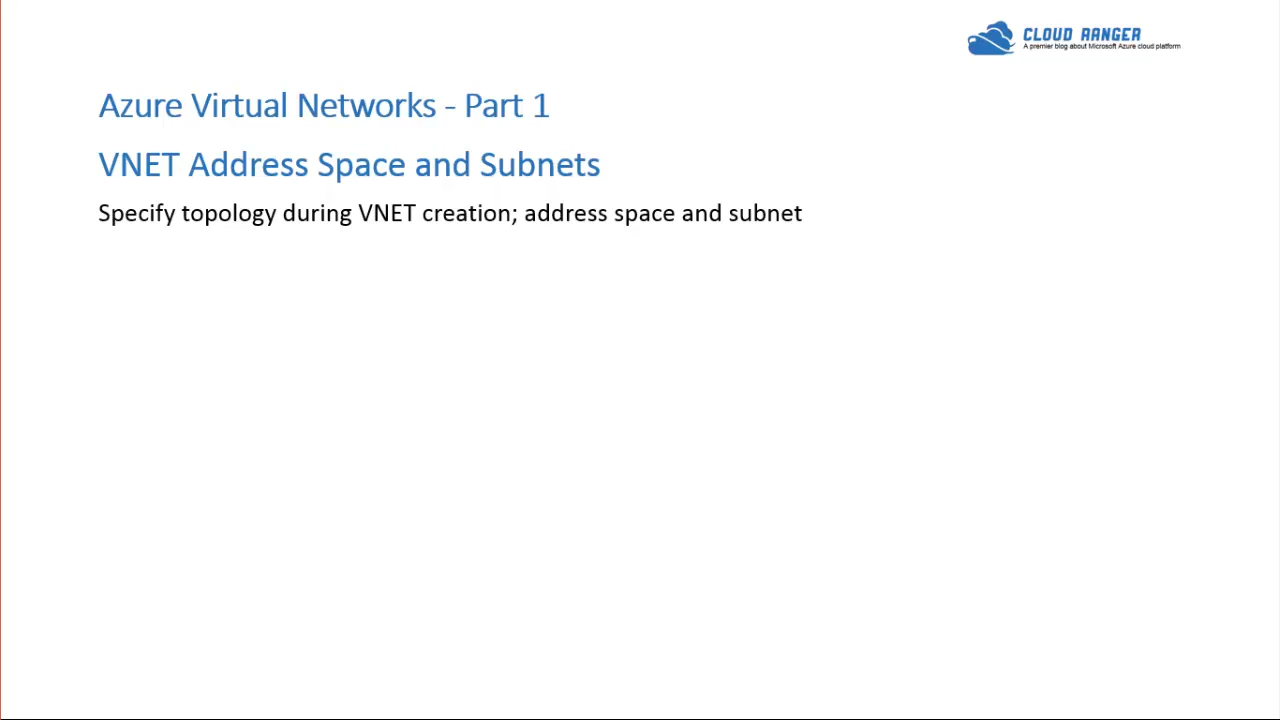 CLOUD RANGER
A premier blog about Microsoft Azure cloud platform
Azure Virtual Networks - Part 1
VNET Address Space and Subnets
Specify topology during VNET creation; address space and subnet